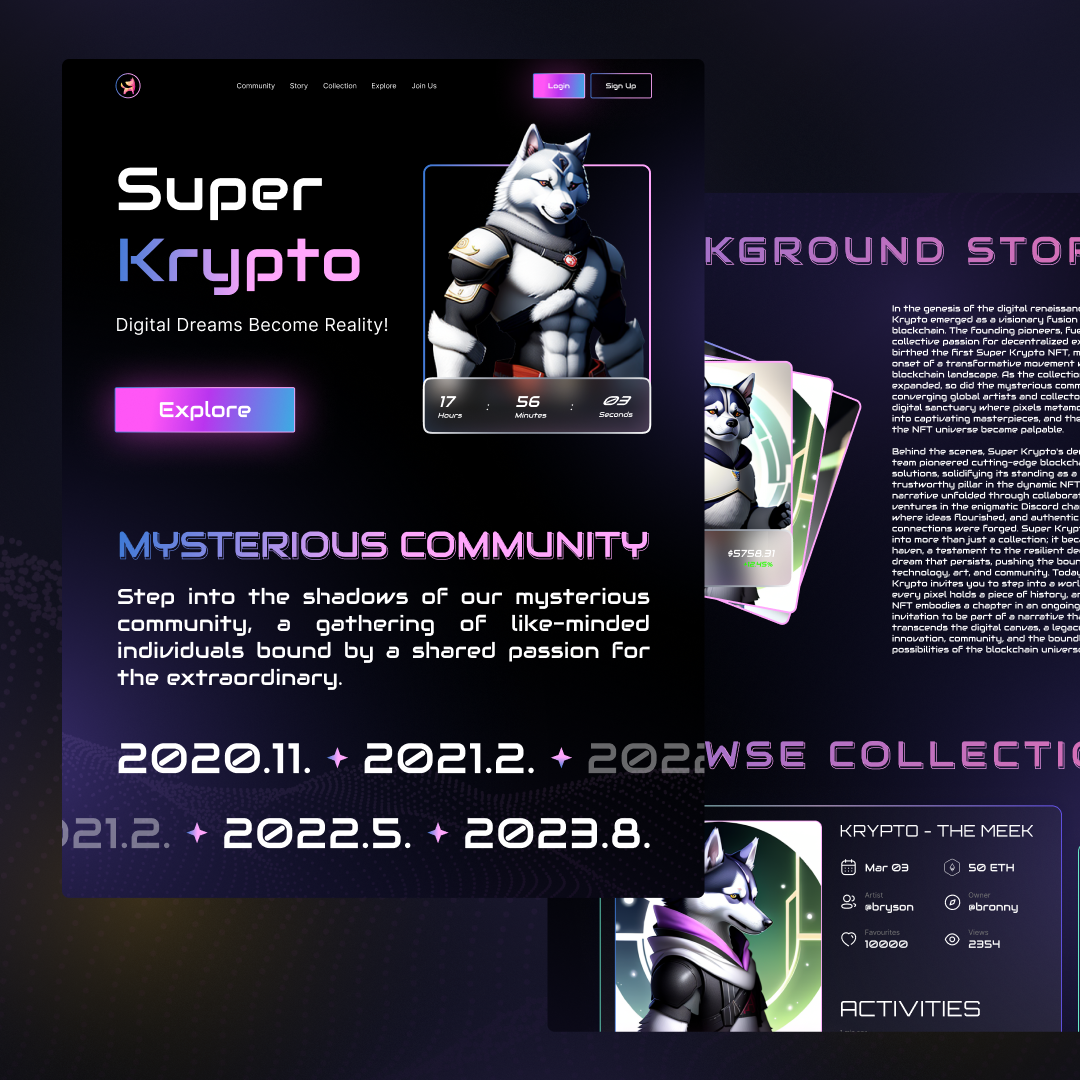 Community Story Collection Explore Join Us
Login Sign Up
Super
Krypto
Digital Dreams Become Reality!
Explore
17 : 56 : 03
Hours Minutes Seconds
MYSTERIOUS COMMUNITY
Step into the shadows of our mysterious
community, a gathering of like-minded
individuals bound by a shared passion for
the extraordinary.
2020.11. 2021.2. 2022
021.2. 2022.5. 2023.8.
KGROUND STOR
In the genesis of the digital renaissanc
Krypto emerged as a visionary fusion
blockchain. The founding pioneers, fue
collective passion for decentralized ex
birthed the first Super Krypto NFT, m
onset of a transformative movement w
blockchain landscape. As the collectio
expanded, so did the mysterious comm
converging global artists and collecto
digital sanctuary where pixels metamo
into captivating masterpieces, and the
the NFT universe became palpable.
Behind the scenes, Super Krypto's de
team pioneered cutting-edge blockcha
solutions, solidifying its standing as a
trustworthy pillar in the dynamic NFT
narrative unfolded through collaborat
ventures in the enigmatic Discord cha
where ideas flourished, and authentic
connections were forged. Super Krypt
into more than just a collection; it beca
haven, a testament to the resilient de
dream that persists, pushing the boun
technology, art, and community. Today
Krypto invites you to step into a worl
every pixel holds a piece of history, an
NFT embodies a chapter in an ongoing
invitation to be part of a narrative tha
transcends the digital canvas, a legac
innovation, community, and the bound
possibilities of the blockchain universe
$5758.31
WSE COLLECTIO
KRYPTO - THE MEEK
Mar 03 50 ETH
Artist Owner
@bryson @bronny
Favourites Views
10000 2354
ACTIVITIES